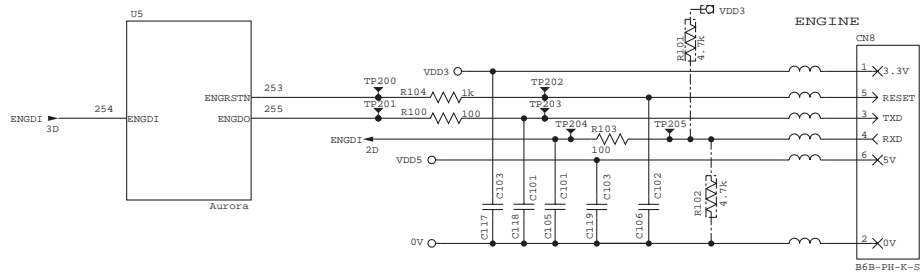 U5
VDD3
ENGINE
CN8
R101
4.7k
VDD3
1
3.3V
TP200
TP202
253
R104
1k
ENGRSTN
5
RESET
TP201
TP203
254
255
R100
100
ENGDI
3D
ENGDI
ENGDO
3
TXD
TP204
R103
TP205
ENGDI
2D
100
4
RXD
VDD5
6
5V
C103
C101
C101
C103
C102
R102
4.7k
C117
C118
C105
C119
C106
Aurora
0V
2
0V
B6B-PH-K-S